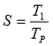 S = T₁ / Tₚ